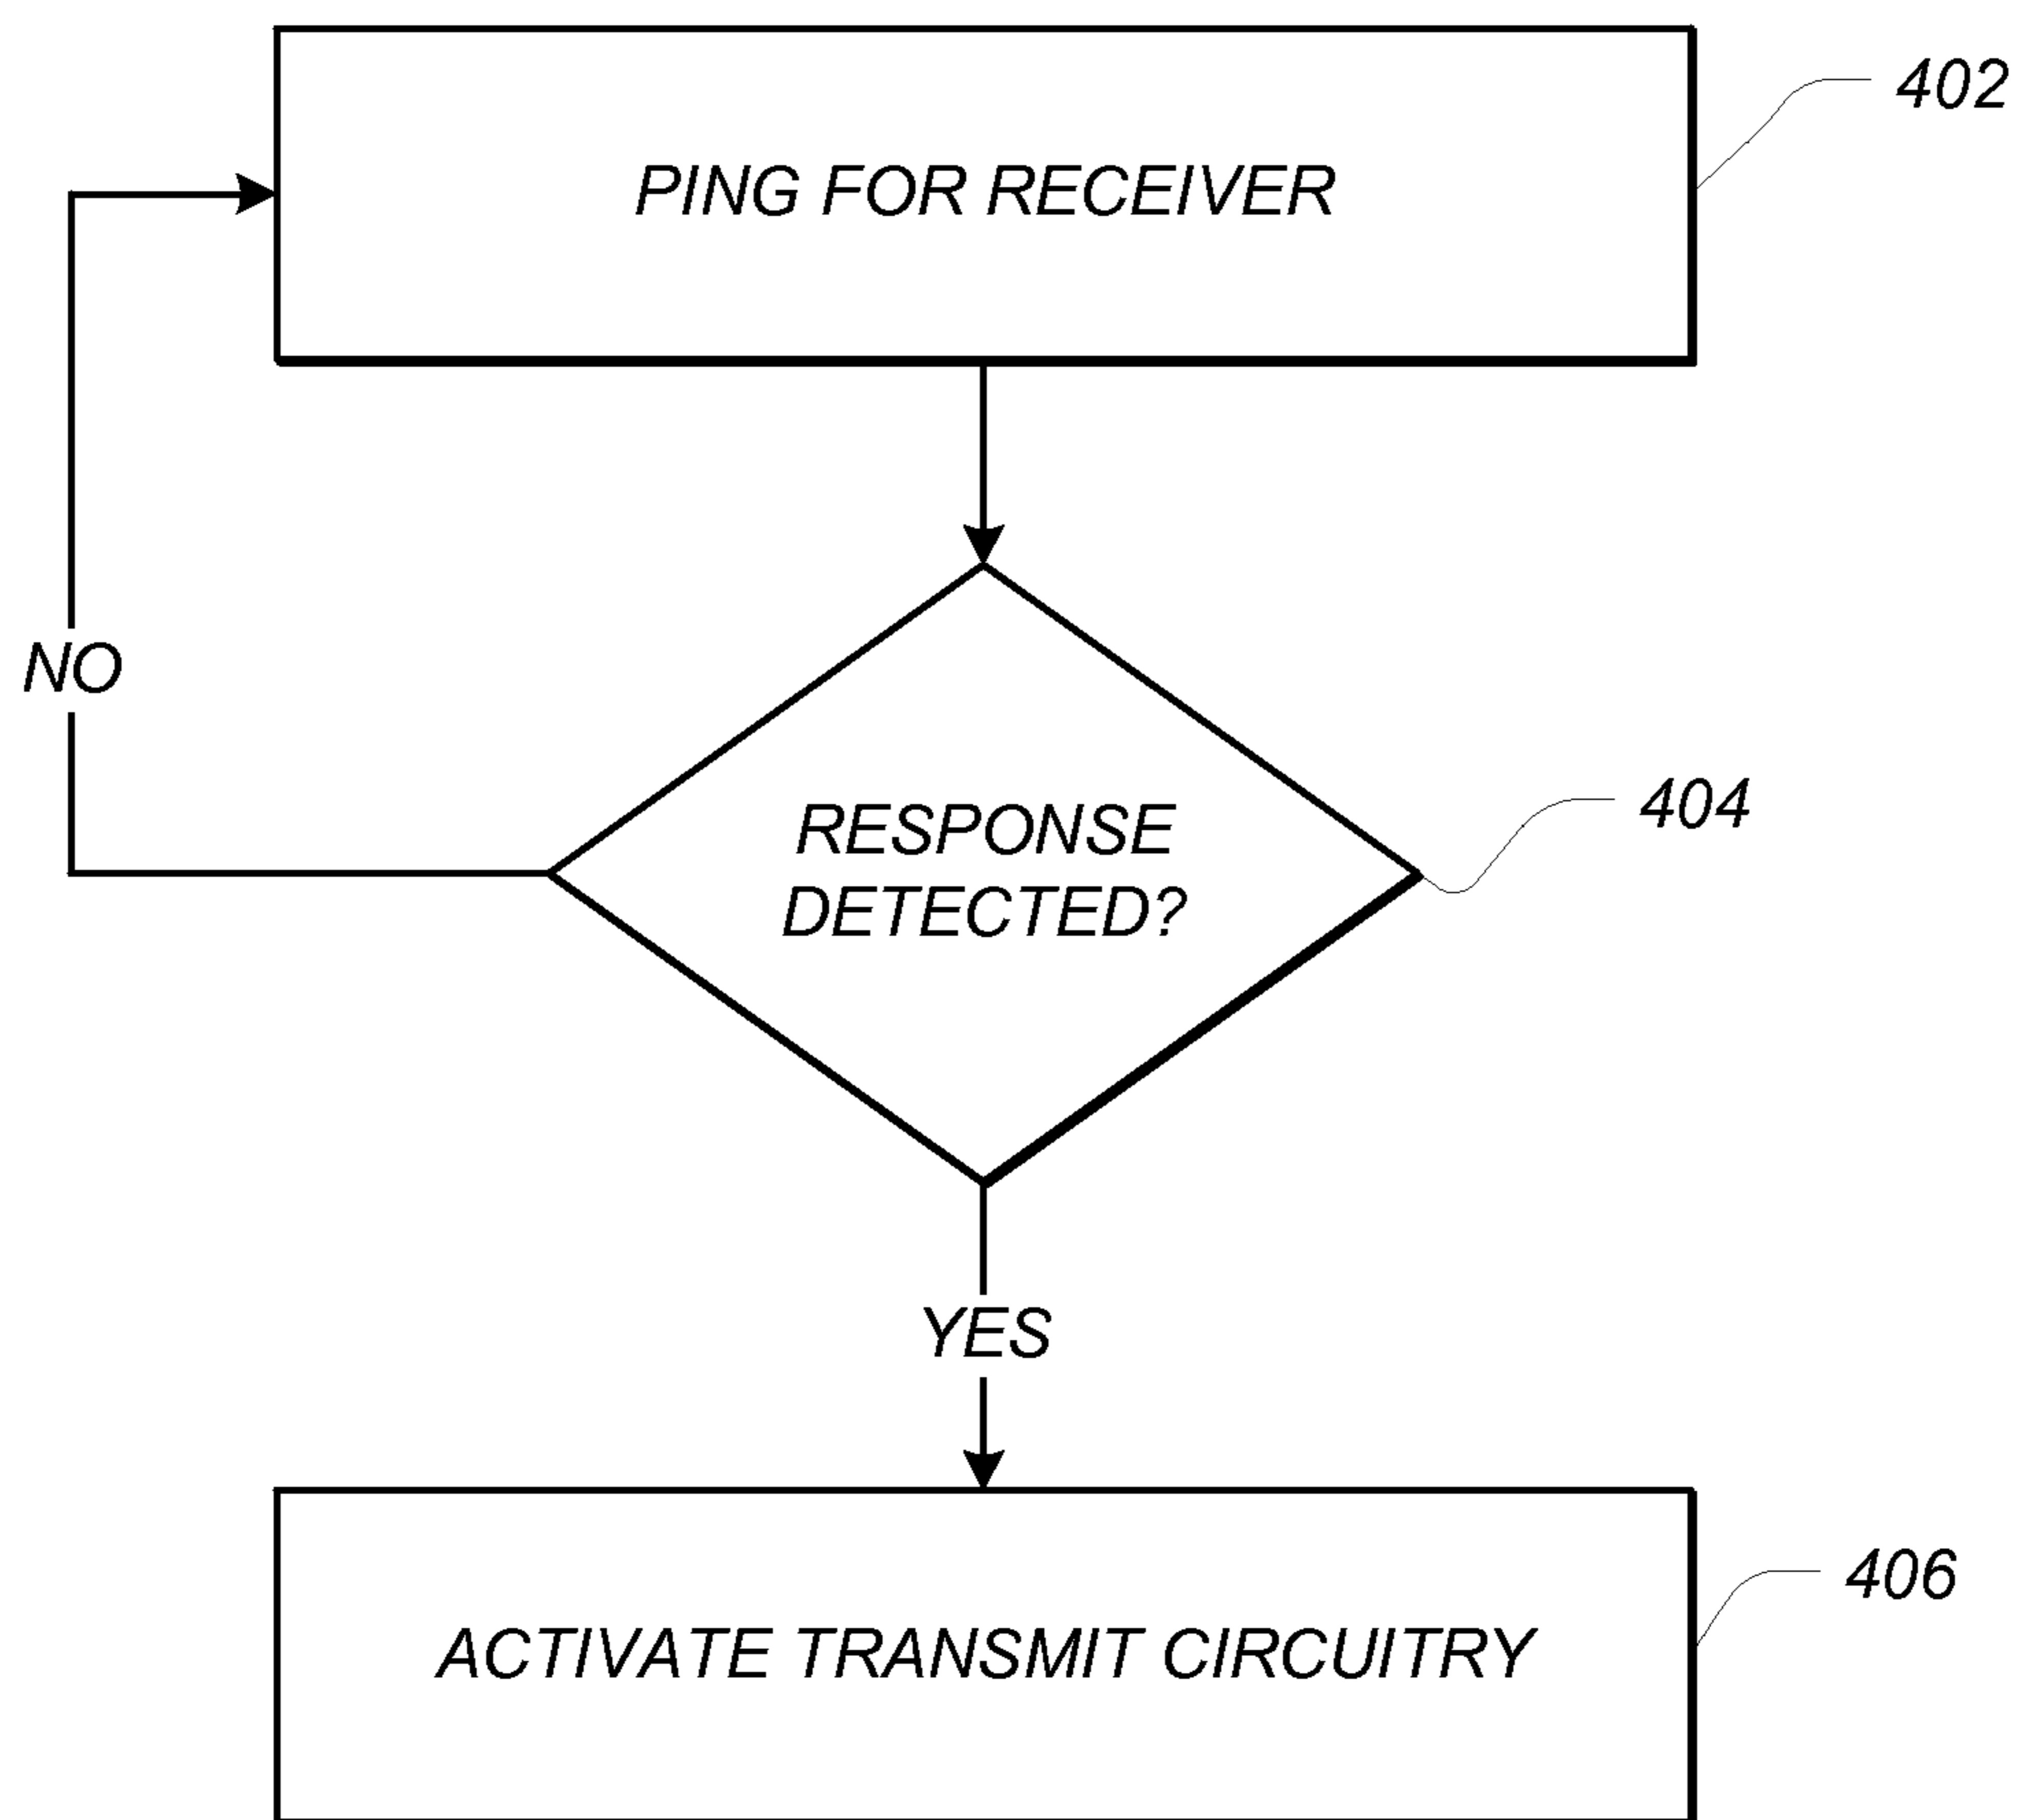 402
PING FOR RECEIVER
NO
RESPONSE
DETECTED?
404
YES
406
ACTIVATE TRANSMIT CIRCUITRY